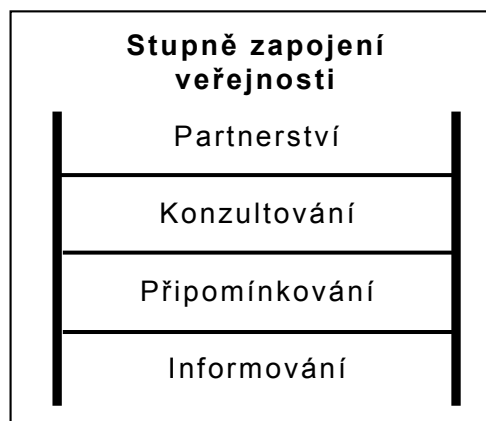 Stupně zapojení
veřejnosti
Partnerství
Konzultování
Připomínkování
Informování